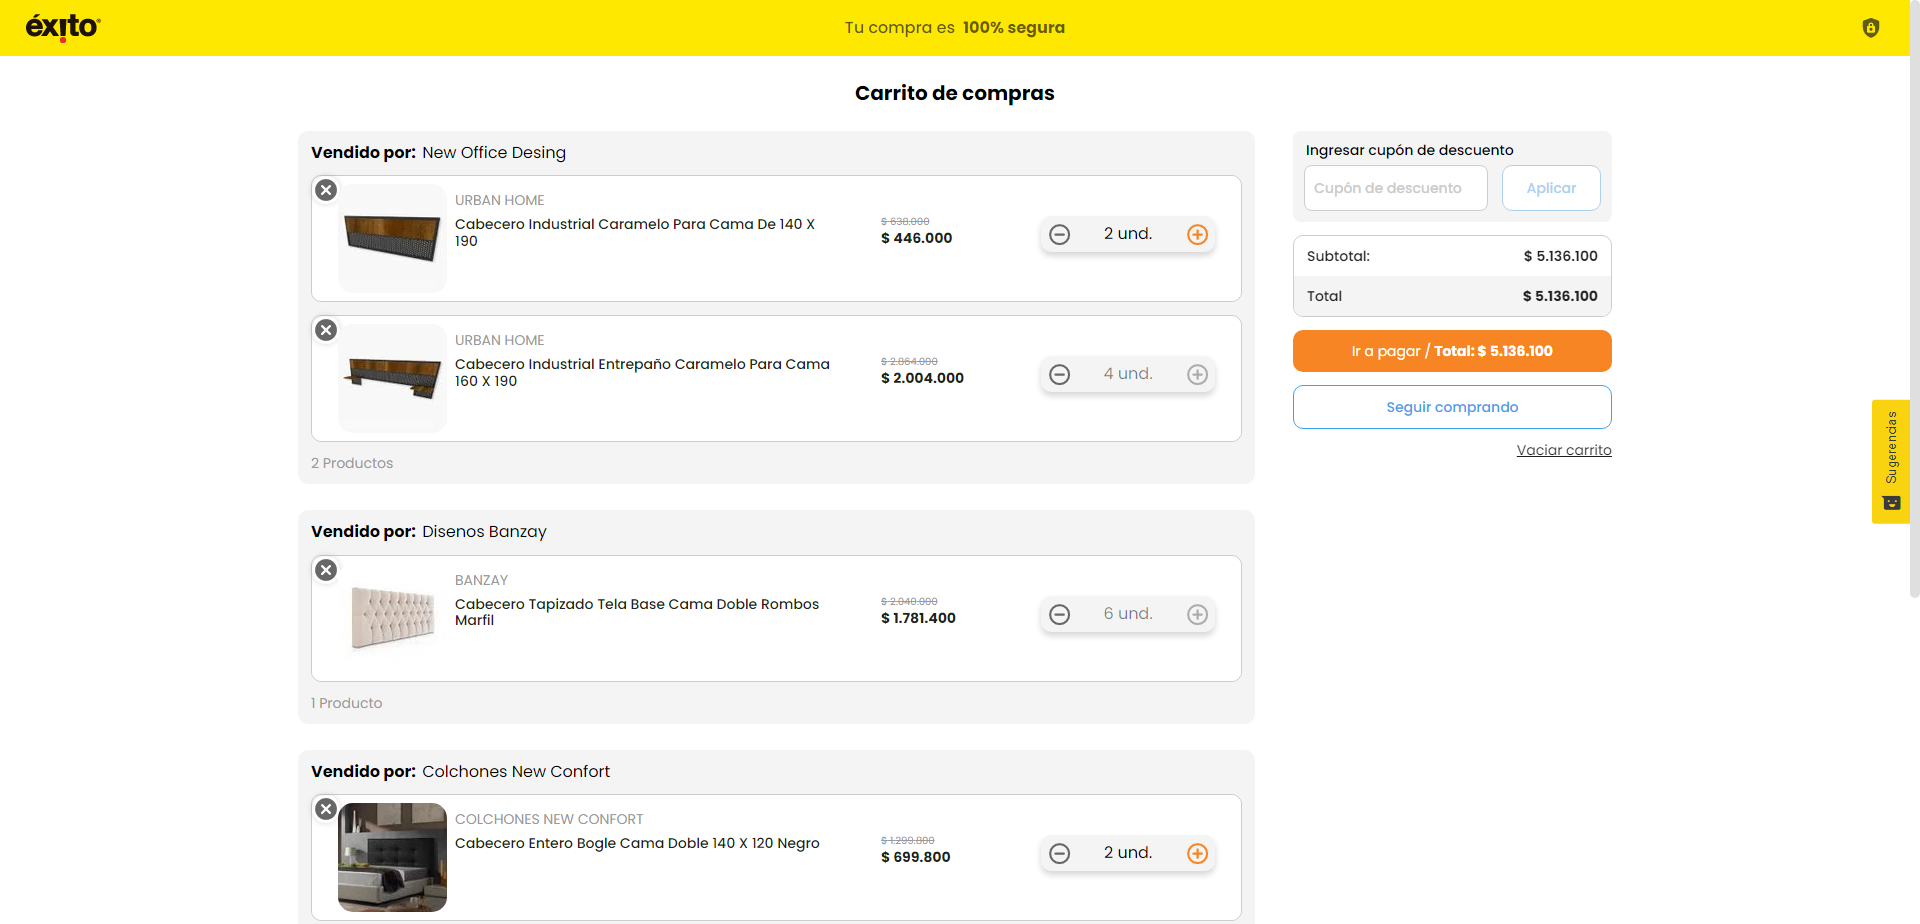 éxito
Tu compra es 100% segura
Carrito de compras
Vendido por: New Office Desing
URBAN HOME
Cabecero Industrial Caramelo Para Cama De 140 X
190
$ 638.000
$ 446.000
2 und.
URBAN HOME
Cabecero Industrial Entrepaño Caramelo Para Cama
160 X 190
$ 2.864.000
$ 2.004.000
4 und.
2 Productos
Vendido por: Disenos Banzay
BANZAY
Cabecero Tapizado Tela Base Cama Doble Rombos
Marfil
$ 2.040.000
$ 1.781.400
6 und.
1 Producto
Vendido por: Colchones New Confort
COLCHONES NEW CONFORT
Cabecero Entero Bogle Cama Doble 140 X 120 Negro
$ 1.299.800
$ 699.800
2 und.
Ingresar cupón de descuento
Cupón de descuento
Aplicar
Subtotal: $ 5.136.100
Total $ 5.136.100
Ir a pagar / Total: $ 5.136.100
Seguir comprando
Vaciar carrito
Sugerencias